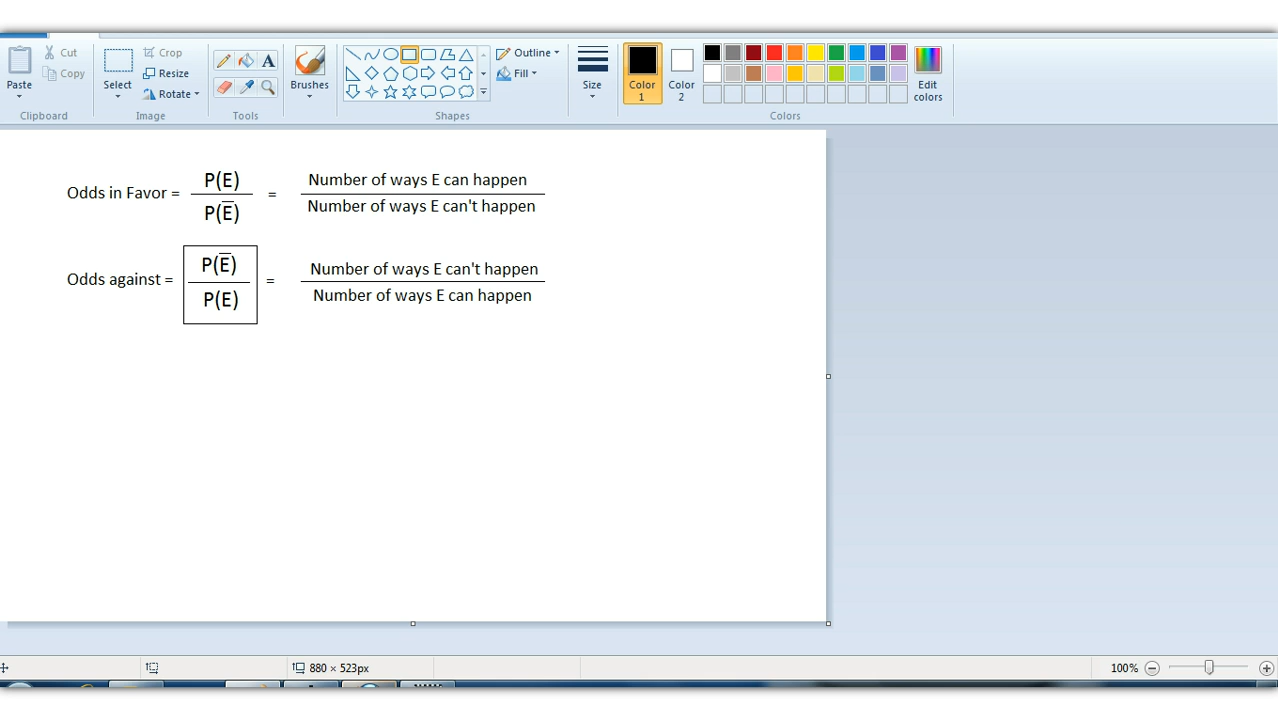 Cut
Crop
Outline
Copy
Resize
Fill
Paste
Select
Rotate
Brushes
Size
Color
1
Color
2
Edit
colors
Clipboard
Image
Tools
Shapes
Colors
Odds in Favor = P(E) = Number of ways E can happen
P(E̅) Number of ways E can't happen
Odds against = P(E̅) = Number of ways E can't happen
P(E) Number of ways E can happen
880 × 523px
100%